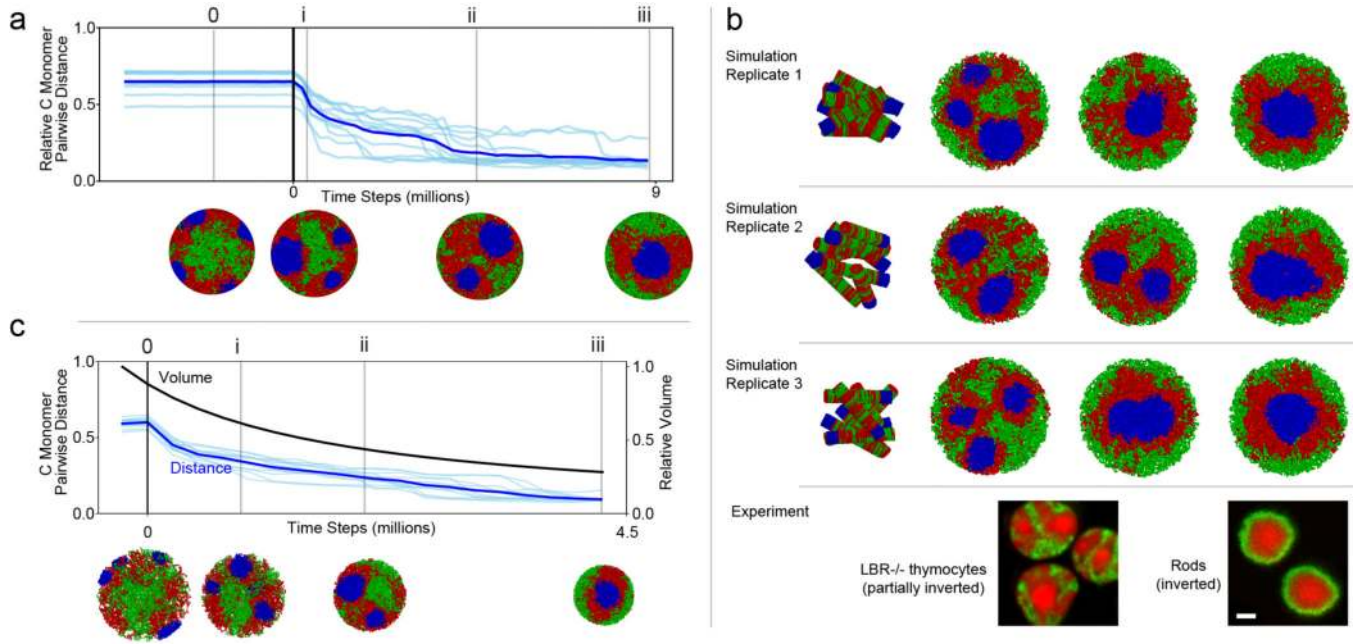 a
0
i
ii
iii
1.0
0.5
0.0
Relative C Monomer
Pairwise Distance
0
Time Steps (millions)
9
c
0
i
ii
iii
1.0
0.5
0.0
C Monomer
Pairwise Distance
Volume
Distance
1.0
0.5
0.0
Relative Volume
0
Time Steps (millions)
4.5
b
Simulation
Replicate 1
Simulation
Replicate 2
Simulation
Replicate 3
Experiment
LBR-/- thymocytes
(partially inverted)
Rods
(inverted)